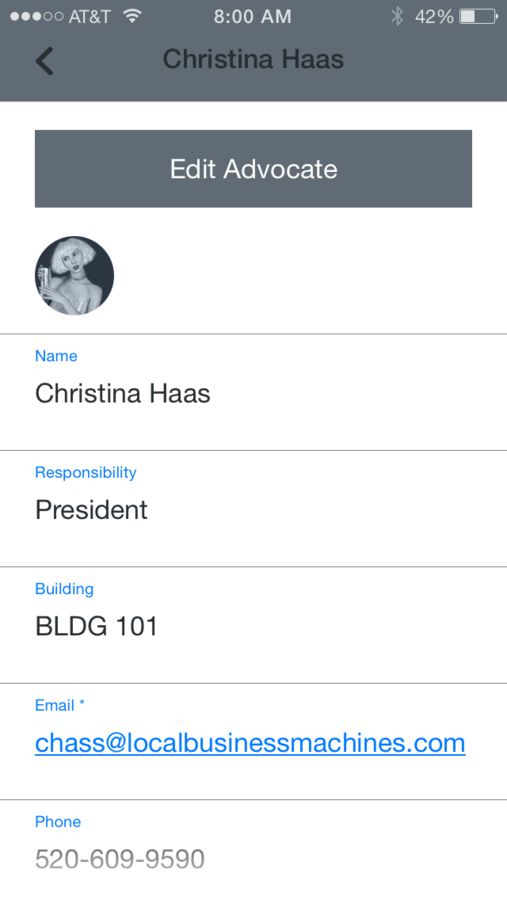 AT&T 8:00 AM 42%
Christina Haas
Edit Advocate
Name
Christina Haas
Responsibility
President
Building
BLDG 101
Email *
chass@localbusinessmachines.com
Phone
520-609-9590